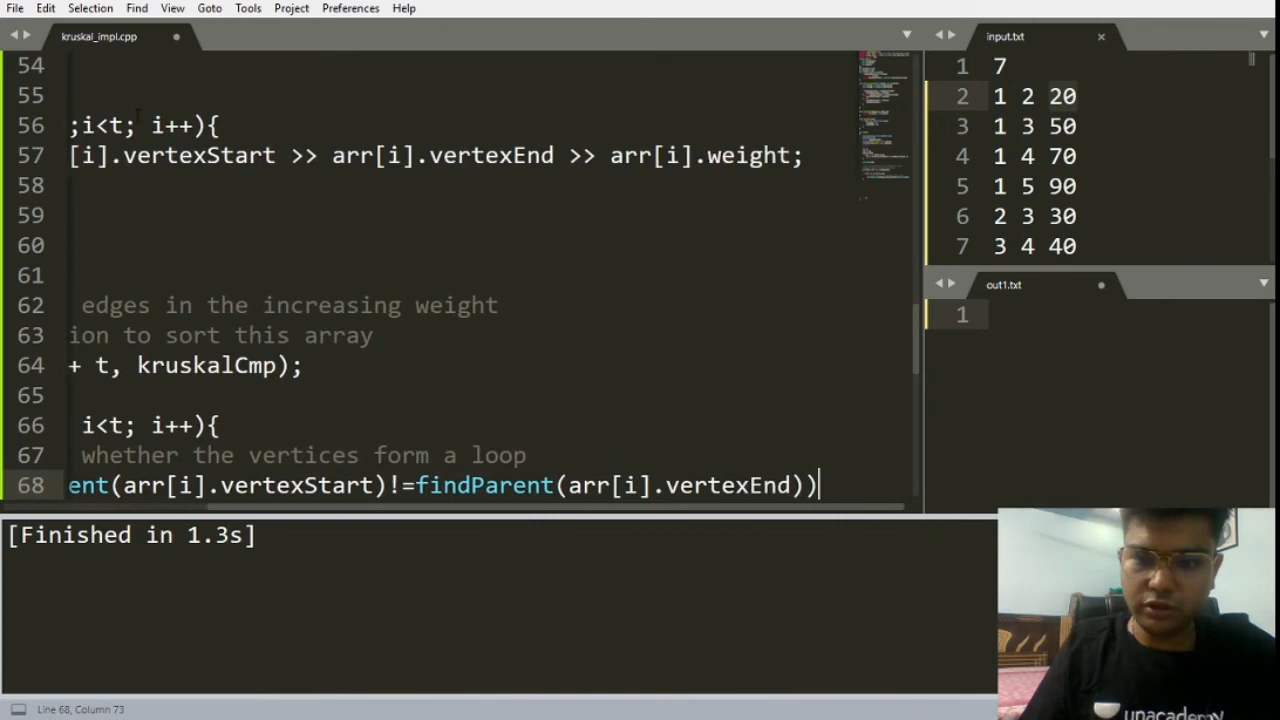 File Edit Selection Find View Goto Tools Project Preferences Help
kruskal_impl.cpp
54
55
56 ;i<t; i++){
57 [i].vertexStart >> arr[i].vertexEnd >> arr[i].weight;
58
59
60
61
62 edges in the increasing weight
63 ion to sort this array
64 + t, kruskalCmp);
65
66 i<t; i++){
67 whether the vertices form a loop
68 ent(arr[i].vertexStart)!=findParent(arr[i].vertexEnd))
input.txt
1 7
2 1 2 20
3 1 3 50
4 1 4 70
5 1 5 90
6 2 3 30
7 3 4 40
out1.txt
1
[Finished in 1.3s]
unacademy
Line 68, Column 73